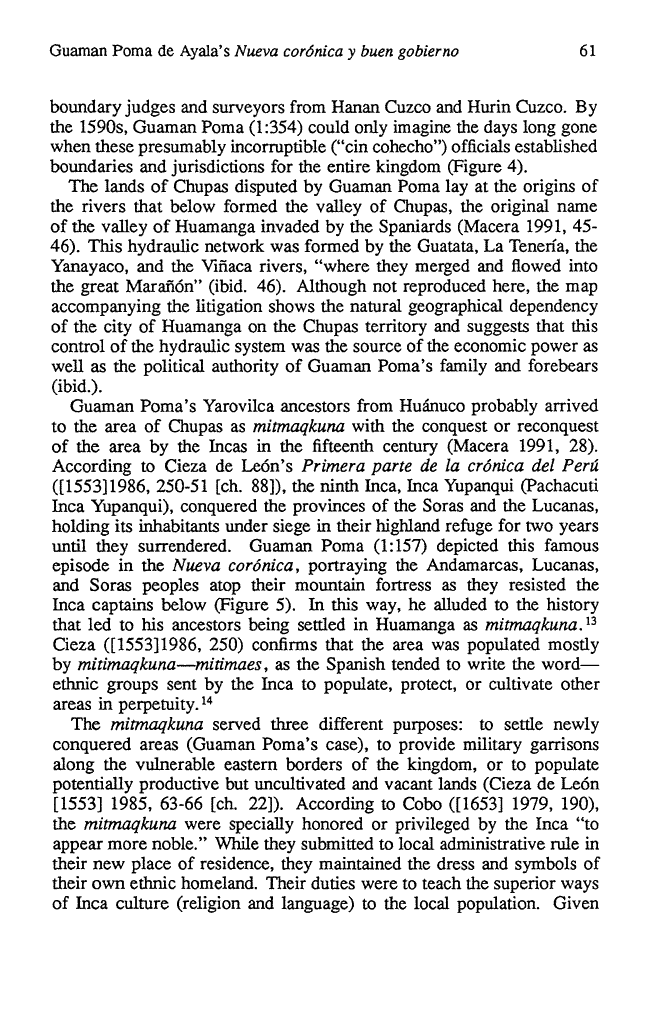 Guaman Poma de Ayala's Nueva corónica y buen gobierno 61
boundary judges and surveyors from Hanan Cuzco and Hurin Cuzco. By
the 1590s, Guaman Poma (1:354) could only imagine the days long gone
when these presumably incorruptible ("cin cohecho") officials established
boundaries and jurisdictions for the entire kingdom (Figure 4).
The lands of Chupas disputed by Guaman Poma lay at the origins of
the rivers that below formed the valley of Chupas, the original name
of the valley of Huamanga invaded by the Spaniards (Macera 1991, 45-
46). This hydraulic network was formed by the Guatata, La Tenería, the
Yanayaco, and the Viñaca rivers, "where they merged and flowed into
the great Marañón" (ibid. 46). Although not reproduced here, the map
accompanying the litigation shows the natural geographical dependency
of the city of Huamanga on the Chupas territory and suggests that this
control of the hydraulic system was the source of the economic power as
well as the political authority of Guaman Poma's family and forebears
(ibid.).
Guaman Poma's Yarovilca ancestors from Huánuco probably arrived
to the area of Chupas as mitmaqkuna with the conquest or reconquest
of the area by the Incas in the fifteenth century (Macera 1991, 28).
According to Cieza de León's Primera parte de la crónica del Perú
([1553]1986, 250-51 [ch. 88]), the ninth Inca, Inca Yupanqui (Pachacuti
Inca Yupanqui), conquered the provinces of the Soras and the Lucanas,
holding its inhabitants under siege in their highland refuge for two years
until they surrendered. Guaman Poma (1:157) depicted this famous
episode in the Nueva corónica, portraying the Andamarcas, Lucanas,
and Soras peoples atop their mountain fortress as they resisted the
Inca captains below (Figure 5). In this way, he alluded to the history
that led to his ancestors being settled in Huamanga as mitmaqkuna.13
Cieza ([1553]1986, 250) confirms that the area was populated mostly
by mitimaqkuna—mitimaes, as the Spanish tended to write the word—
ethnic groups sent by the Inca to populate, protect, or cultivate other
areas in perpetuity.14
The mitmaqkuna served three different purposes: to settle newly
conquered areas (Guaman Poma's case), to provide military garrisons
along the vulnerable eastern borders of the kingdom, or to populate
potentially productive but uncultivated and vacant lands (Cieza de León
[1553] 1985, 63-66 [ch. 22]). According to Cobo ([1653] 1979, 190),
the mitmaqkuna were specially honored or privileged by the Inca "to
appear more noble." While they submitted to local administrative rule in
their new place of residence, they maintained the dress and symbols of
their own ethnic homeland. Their duties were to teach the superior ways
of Inca culture (religion and language) to the local population. Given